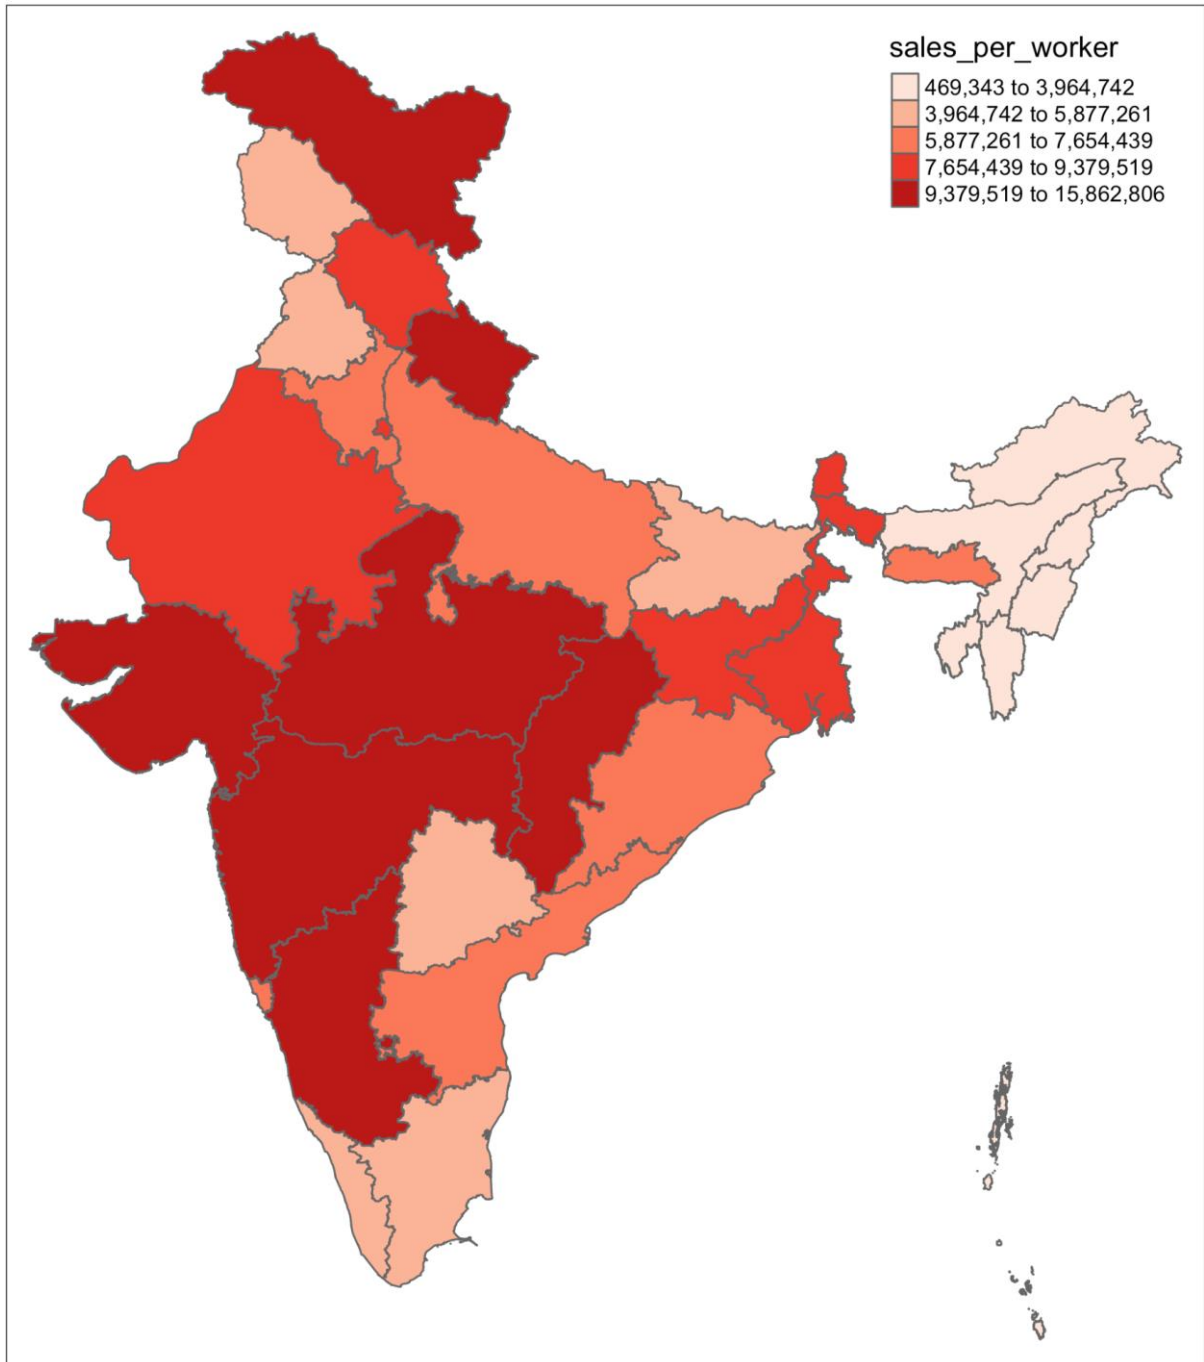 sales_per_worker
469,343 to 3,964,742
3,964,742 to 5,877,261
5,877,261 to 7,654,439
7,654,439 to 9,379,519
9,379,519 to 15,862,806